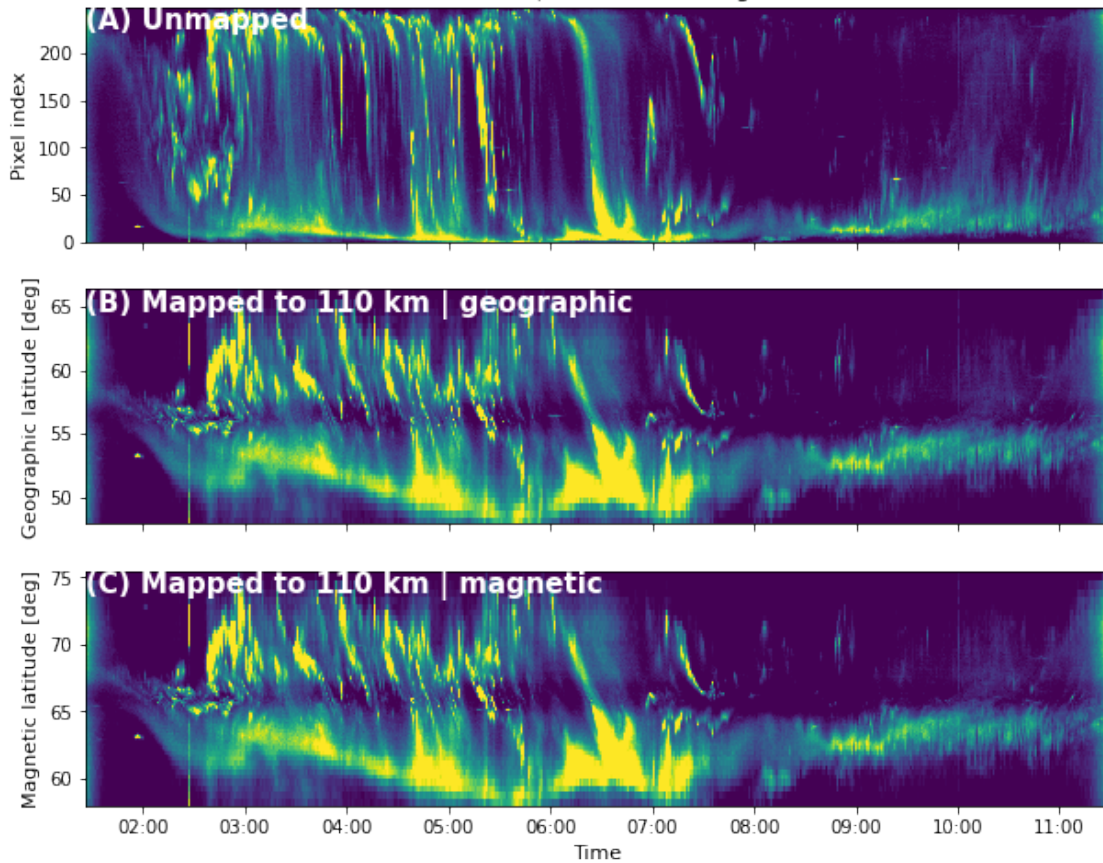 (A) Unmapped
Pixel index
200
150
100
50
0
(B) Mapped to 110 km | geographic
Geographic latitude [deg]
65
60
55
50
(C) Mapped to 110 km | magnetic
Magnetic latitude [deg]
75
70
65
60
02:00 03:00 04:00 05:00 06:00 07:00 08:00 09:00 10:00 11:00
Time